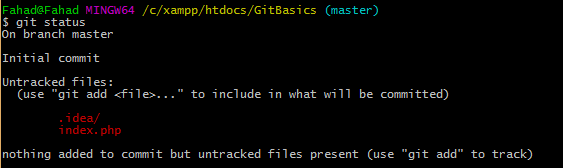 Fahad@Fahad MINGW64 /c/xampp/htdocs/GitBasics (master)
$ git status
On branch master
Initial commit
Untracked files:
(use "git add <file>..." to include in what will be committed)
.idea/
index.php
nothing added to commit but untracked files present (use "git add" to track)